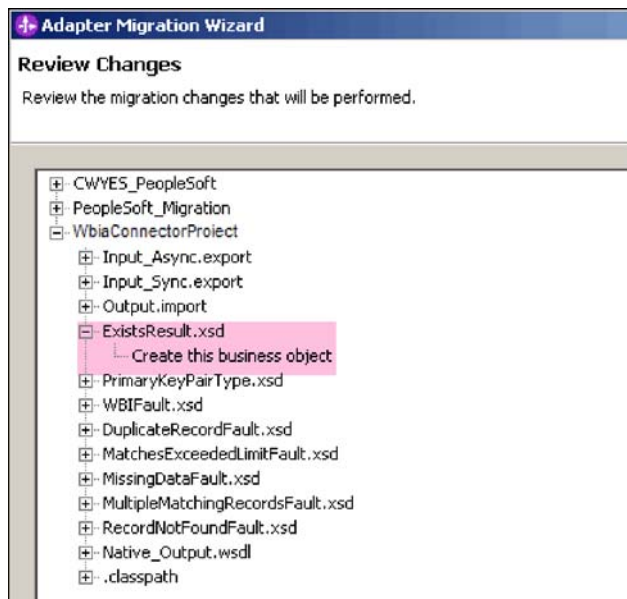 Adapter Migration Wizard
Review Changes
Review the migration changes that will be performed.
CWYES_PeopleSoft
PeopleSoft_Migration
WbiaConnectorProject
Input_Async.export
Input_Sync.export
Output.import
ExistsResult.xsd
Create this business object
PrimaryKeyPairType.xsd
WBIFault.xsd
DuplicateRecordFault.xsd
MatchesExceededLimitFault.xsd
MissingDataFault.xsd
MultipleMatchingRecordsFault.xsd
RecordNotFoundFault.xsd
Native_Output.wsdl
.classpath